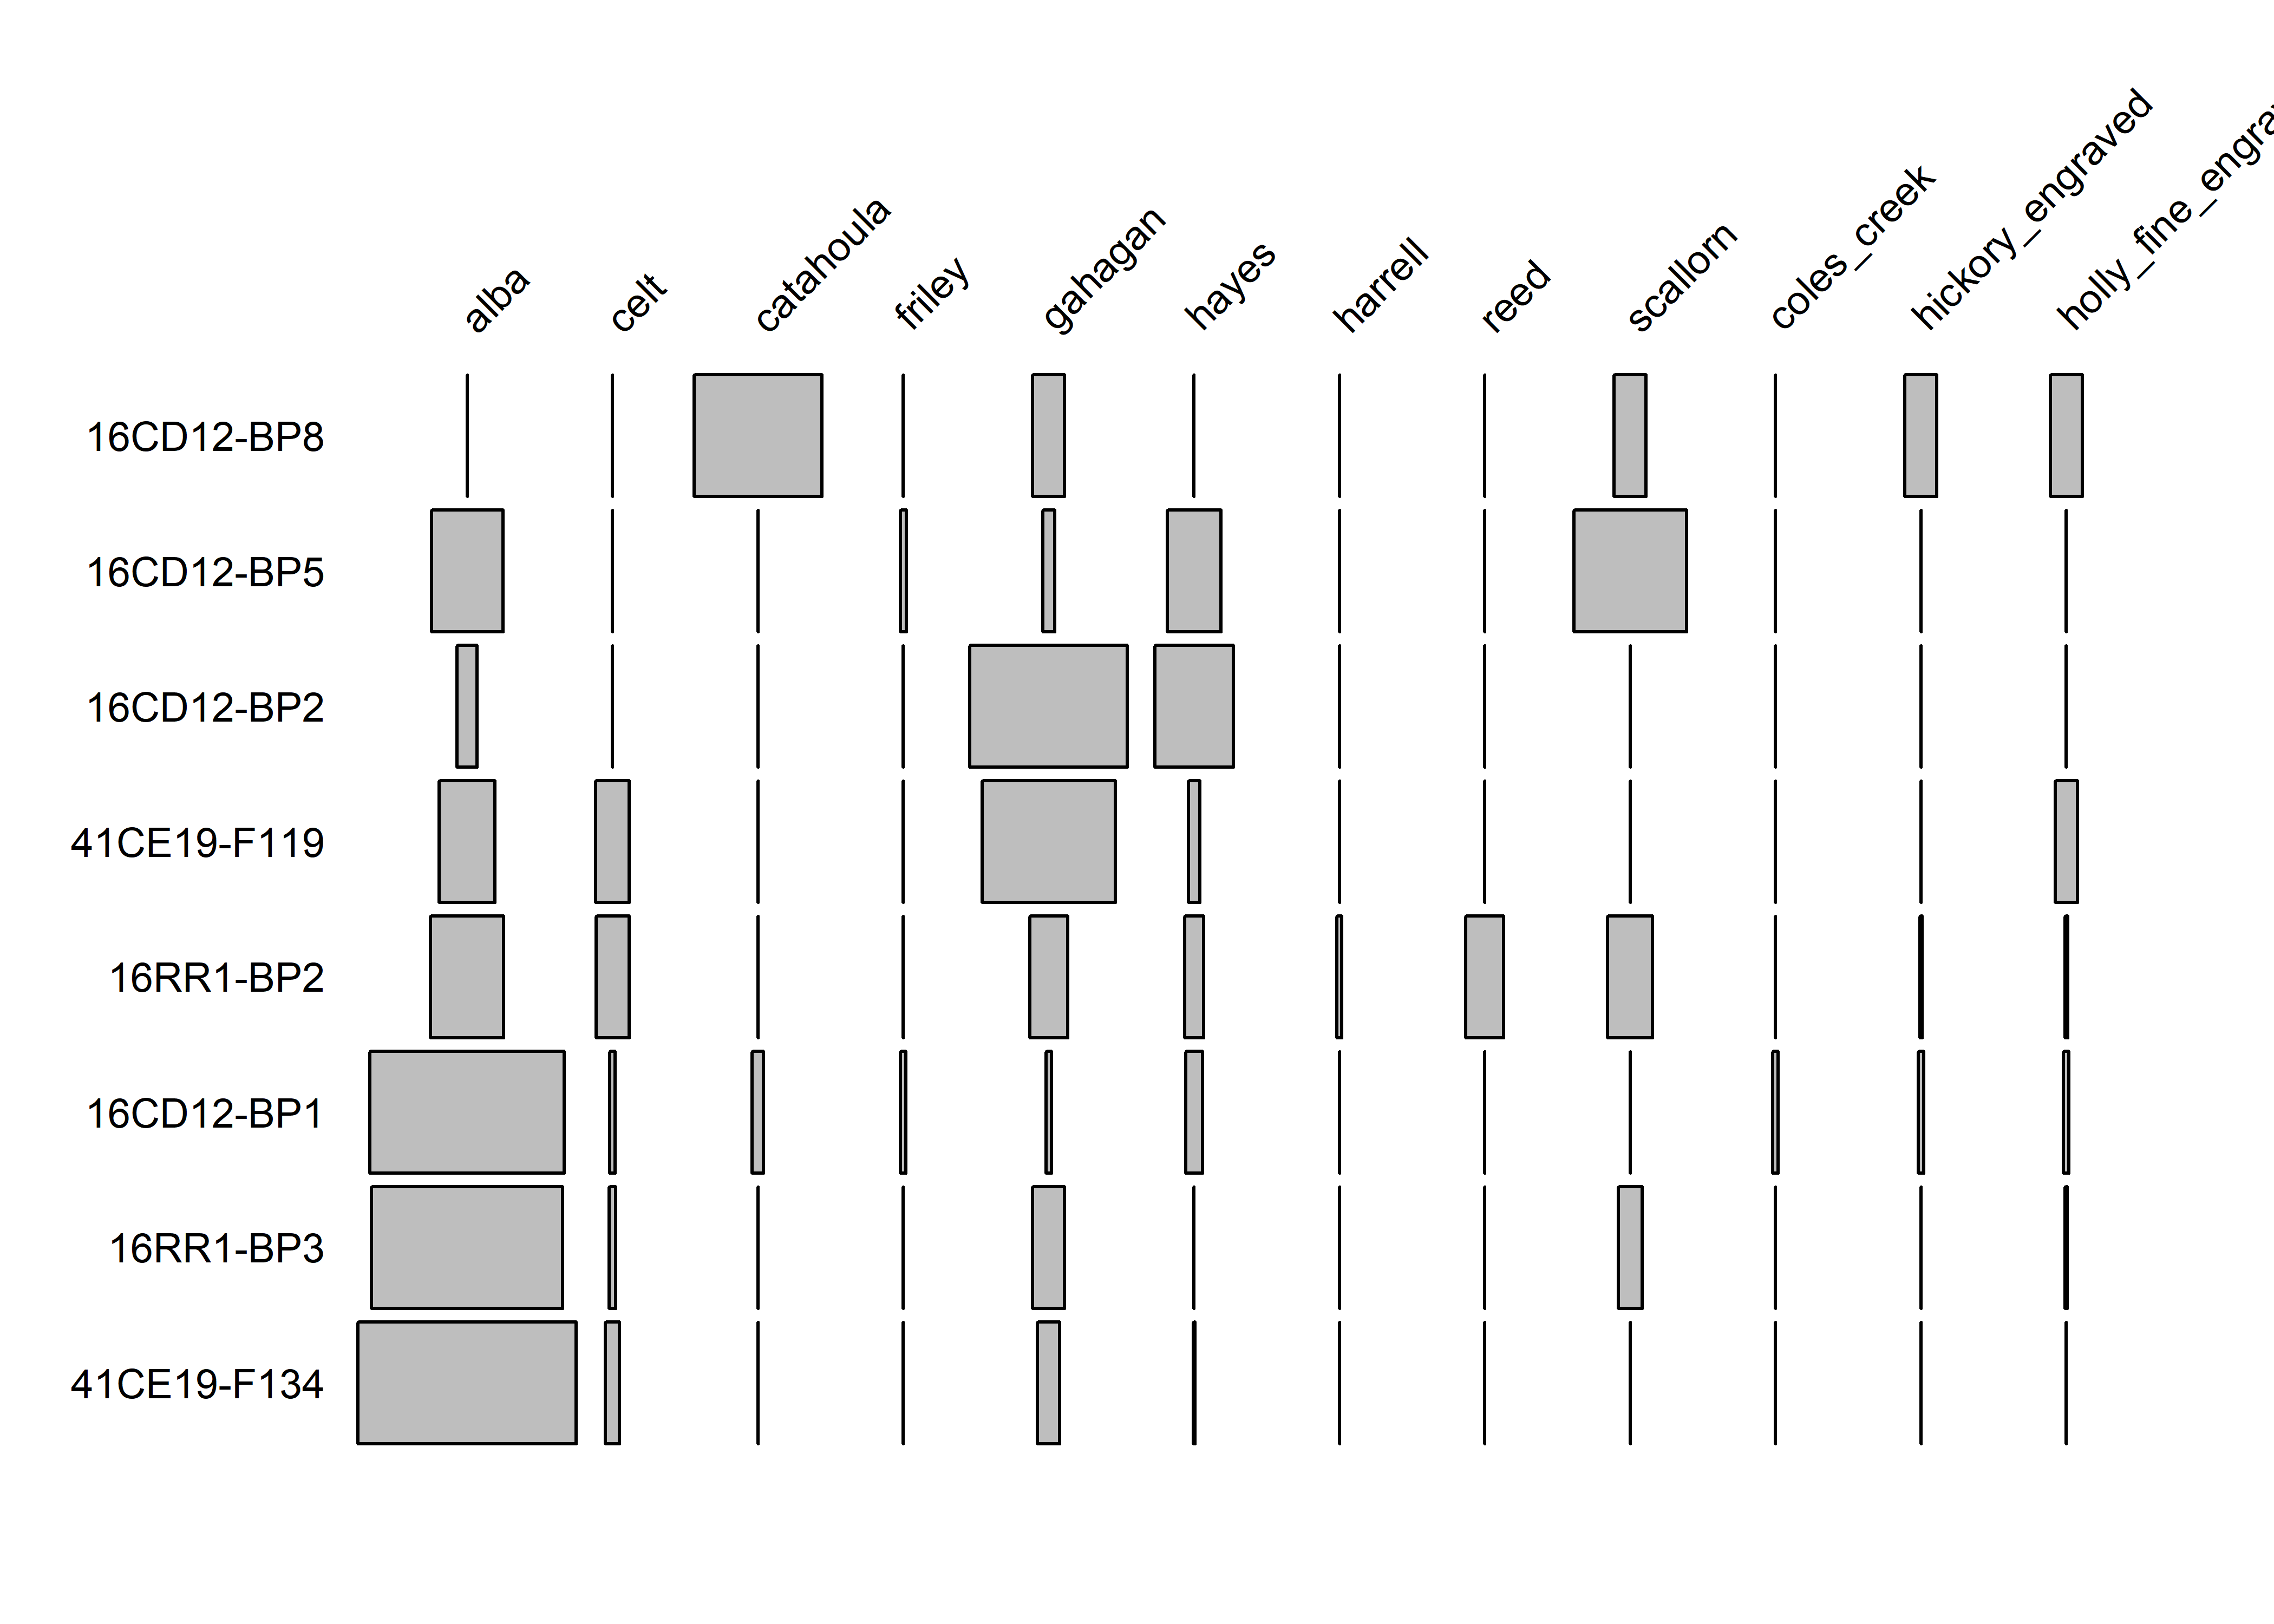 alba
celt
catahoula
friley
gahagan
hayes
harrell
reed
scallorn
coles_creek
hickory_engraved
holly_fine_engra
16CD12-BP8
16CD12-BP5
16CD12-BP2
41CE19-F119
16RR1-BP2
16CD12-BP1
16RR1-BP3
41CE19-F134